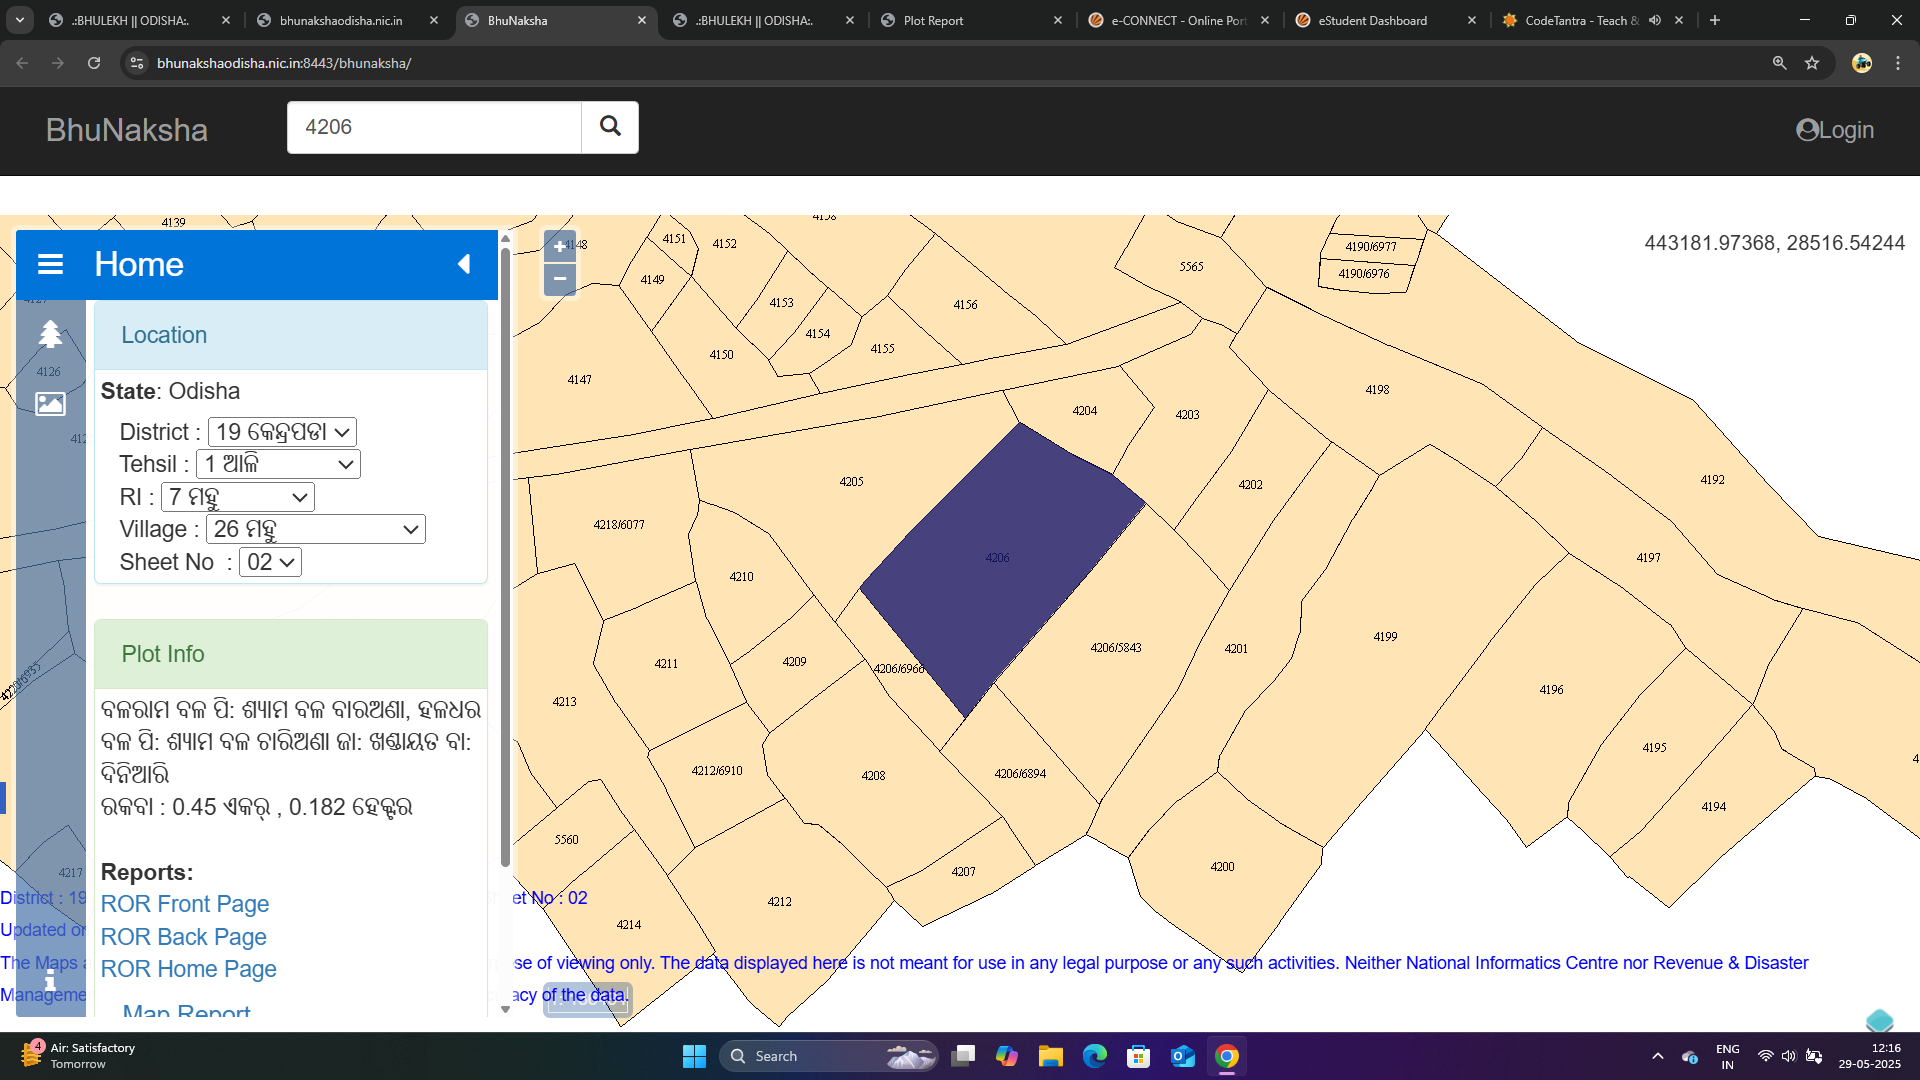 .:BHULEKH || ODISHA:.
bhunakshaodisha.nic.in
BhuNaksha
.:BHULEKH || ODISHA:.
Plot Report
e-CONNECT - Online Port
eStudent Dashboard
CodeTantra - Teach &
bhunakshaodisha.nic.in:8443/bhunaksha/
BhuNaksha
4206
Login
443181.97368, 28516.54244
Home
Location
State: Odisha
District : 19 କେନ୍ଦ୍ରପଡା
Tehsil : 1 ଆଳି
RI : 7 ମହୁ
Village : 26 ମହୁ
Sheet No : 02
Plot Info
ବଳରାମ ବଳ ପି: ଶ୍ୟାମ ବଳ ବାରଅଣା, ହଳଧର
ବଳ ପି: ଶ୍ୟାମ ବଳ ଚାରିଅଣା ଜା: ଖଣ୍ଡାୟତ ବା:
ଦିନିଆରି
ରକବା : 0.45 ଏକର୍ , 0.182 ହେକ୍ଟର
Reports:
ROR Front Page
ROR Back Page
ROR Home Page
Map Report
4139
4151
4152
4149
4153
4154
4150
4155
4156
4147
5565
4190/6977
4190/6976
4198
4204
4203
4205
4202
4192
4218/6077
4206
4197
4210
4126
4211
4209
4206/6966
4206/5843
4201
4199
4196
4213
4195
4212/6910
4208
4206/6894
4194
5560
4207
4200
4217
4212
4214
4220/6935
District : 19
et No : 02
Updated on
The Maps
se of viewing only. The data displayed here is not meant for use in any legal purpose or any such activities. Neither National Informatics Centre nor Revenue & Disaster
Manageme
acy of the data.
4
Air: Satisfactory
Tomorrow
Search
ENG
IN
12:16
29-05-2025